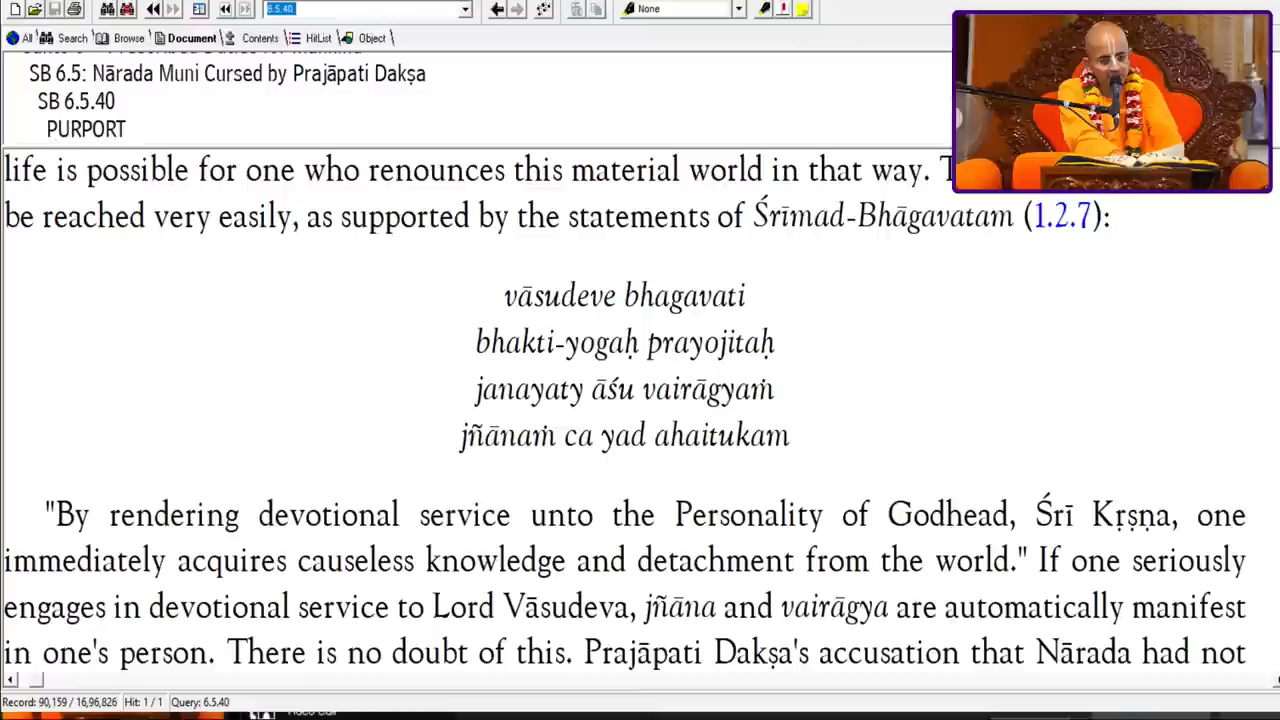 6.5.40
None
All Search Browse Document Contents HitList Object
SB 6.5: Nārada Muni Cursed by Prajāpati Dakṣa
SB 6.5.40
PURPORT
life is possible for one who renounces this material world in that way.
be reached very easily, as supported by the statements of Śrīmad-Bhāgavatam (1.2.7):
vāsudeve bhagavati
bhakti-yogaḥ prayojitaḥ
janayaty āśu vairāgyaṁ
jñānaṁ ca yad ahaitukam
"By rendering devotional service unto the Personality of Godhead, Śrī Kṛṣṇa, one
immediately acquires causeless knowledge and detachment from the world." If one seriously
engages in devotional service to Lord Vāsudeva, jñāna and vairāgya are automatically manifest
in one's person. There is no doubt of this. Prajāpati Dakṣa's accusation that Nārada had not
Record: 90,159 / 16,96,826 Hit: 1 / 1 Query: 6.5.40